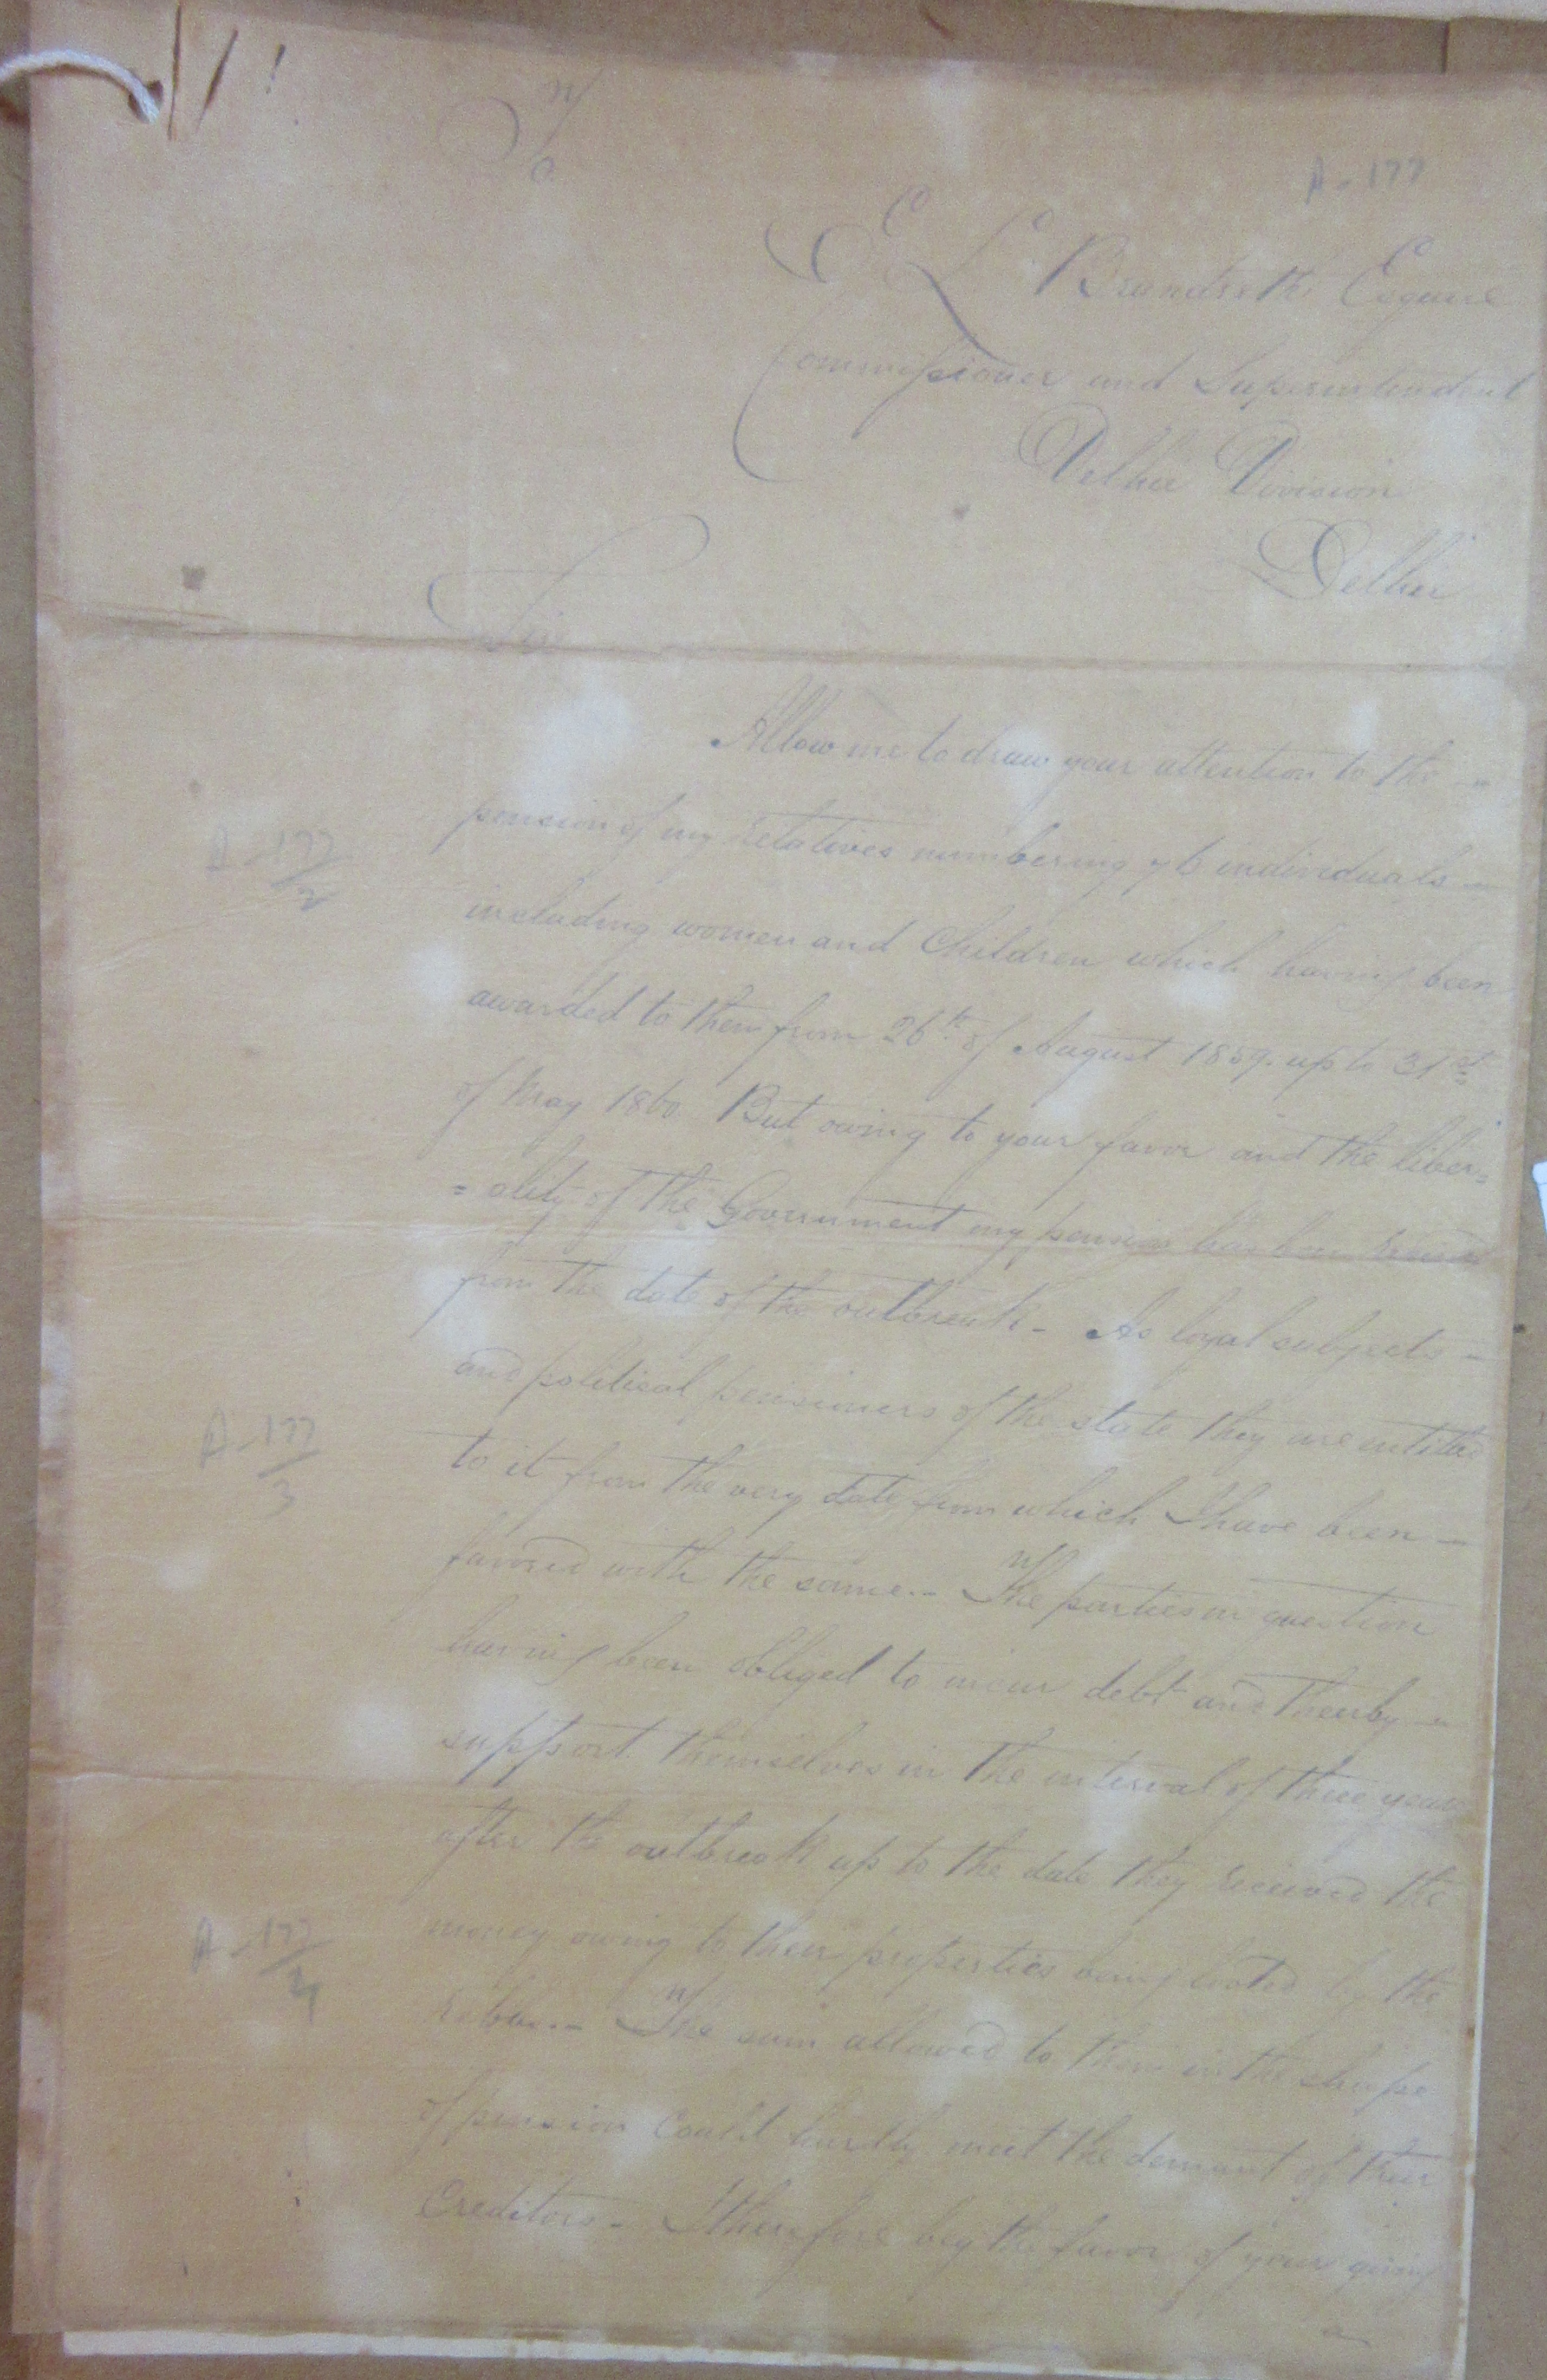 To
A-177
E L Brandreth Esquire
Commissioner and Superintendent
Delhie Division
Delhie
Sir
Allow me to draw your attention to the
pension of my relatives numbering 76 individuals
including women and Children which having been
awarded to them from 26th of August 1859. up to 31st
of May 1860. But owing to your favor and the liber=
=ality of the Government my pension has been
from the date of the outbreak - As loyal subjects -
A-177/2
and political pensioners of the state they are entitled
to it from the very date from which I have been -
A-177/3
favored with the same. - The parties in question
having been obliged to incur debt and thereby -
support themselves in the interval of three years
after the outbreak up to the date they received the
money owing to their properties being looted by the
A-177/4
rebels. - The sum allowed to them in the shape
of pension could hardly meet the demant of their
Creditors - I therefore beg the favor of your giving
a